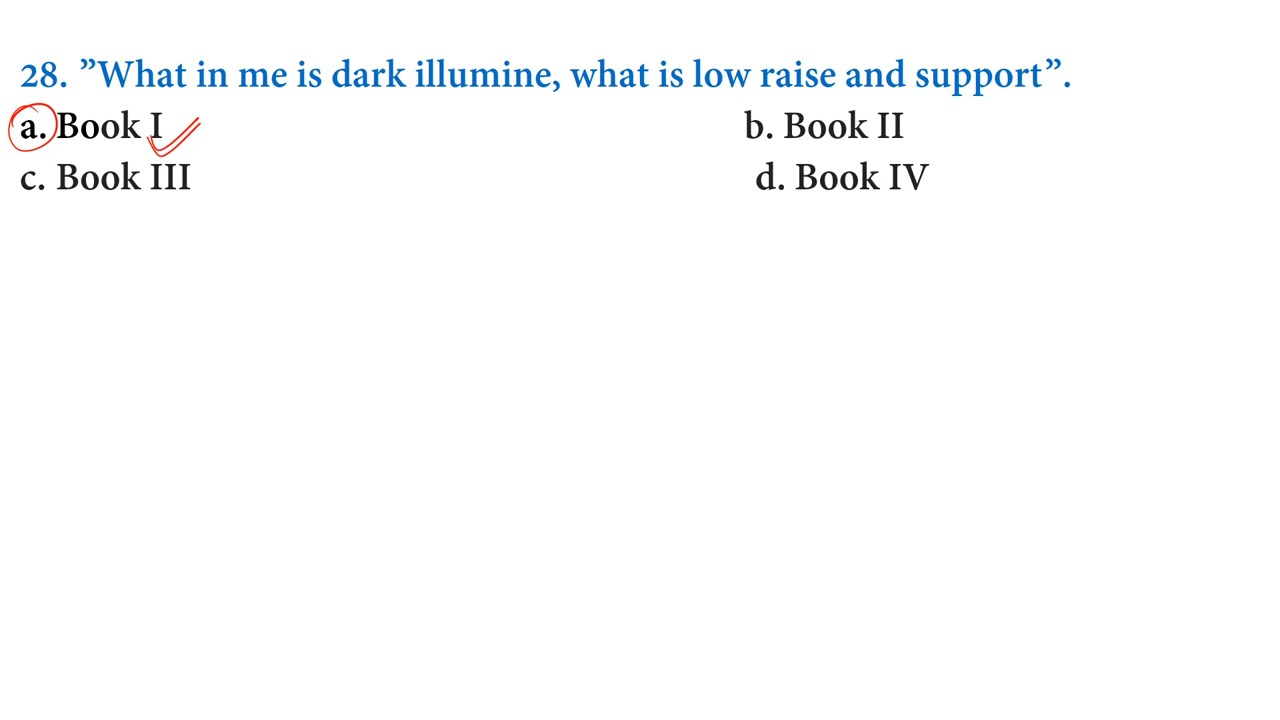 28. ”What in me is dark illumine, what is low raise and support”.
a. Book I b. Book II
c. Book III d. Book IV